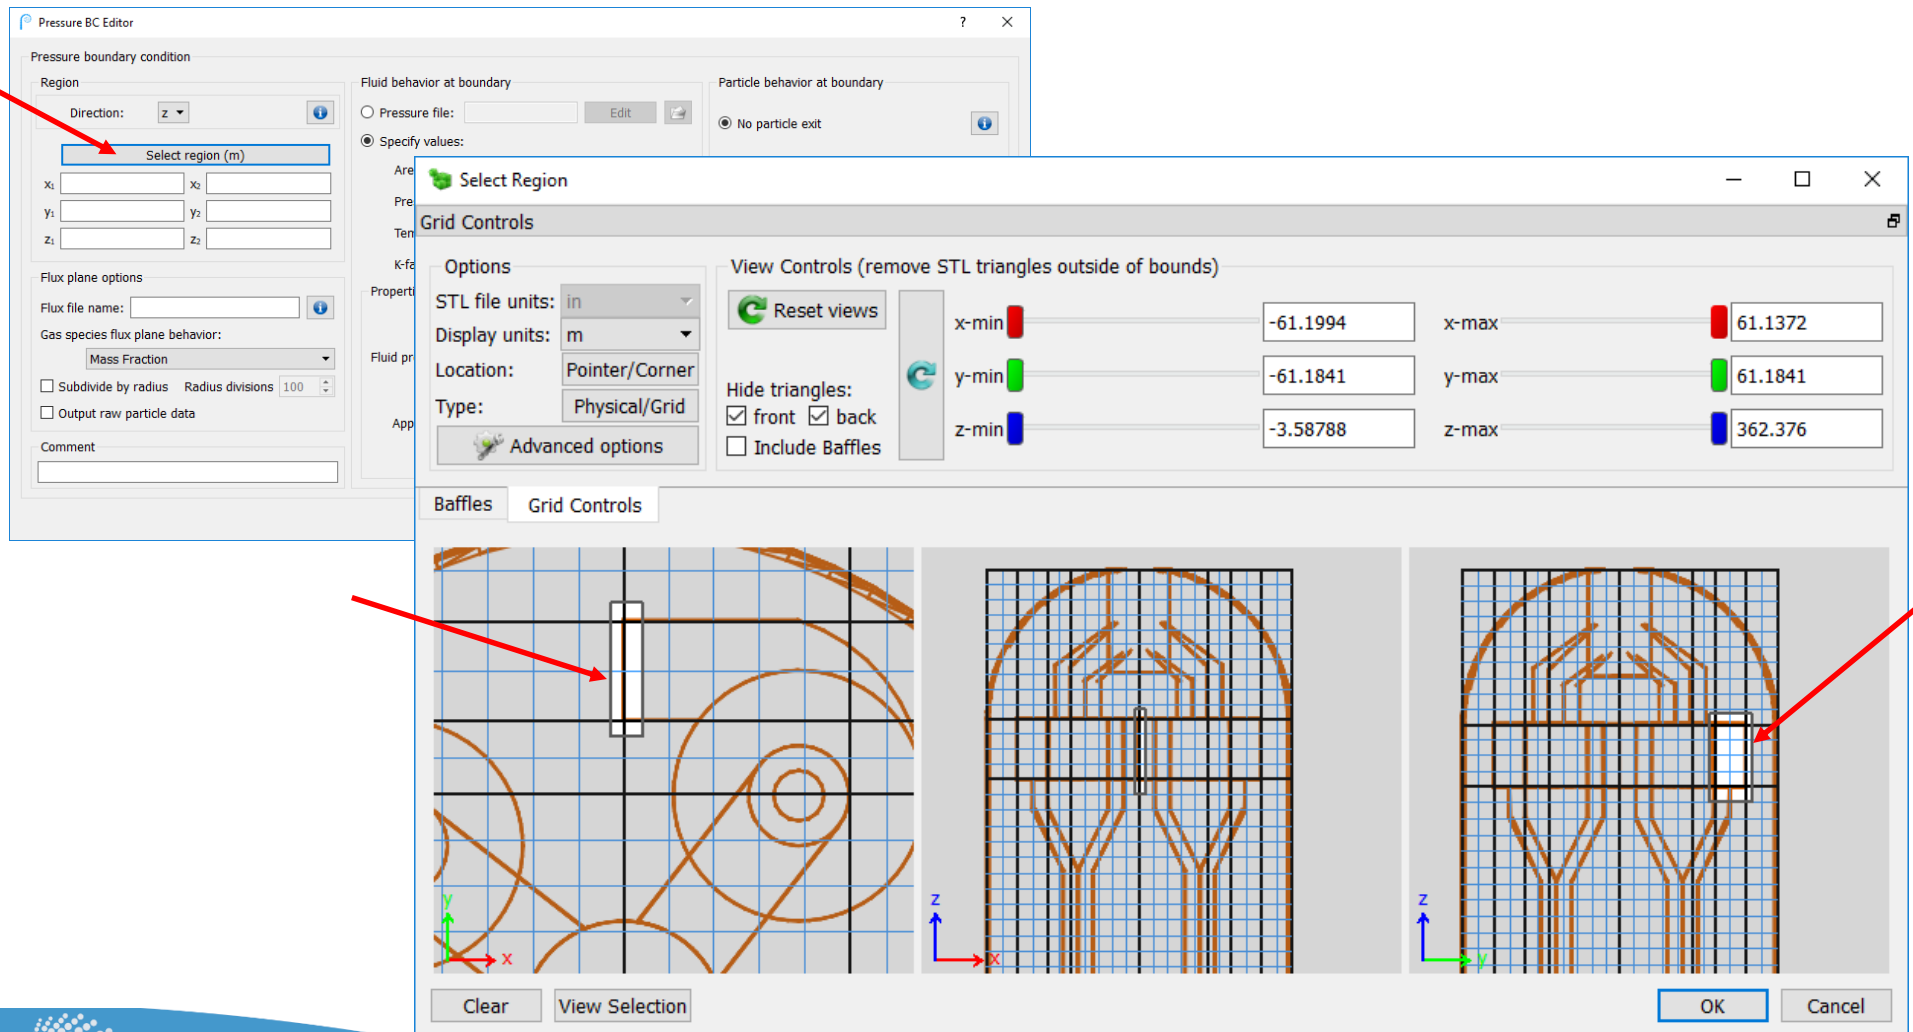 Pressure BC Editor
?
Pressure boundary condition
Region
Direction:
z
Select region (m)
x₁
x₂
y₁
y₂
z₁
z₂
Flux plane options
Flux file name:
Gas species flux plane behavior:
Mass Fraction
Subdivide by radius Radius divisions 100
Output raw particle data
Comment
Fluid behavior at boundary
Pressure file:
Edit
Specify values:
Are
Pre
Ten
K-fa
Properti
Fluid pr
App
Particle behavior at boundary
No particle exit
Select Region
Grid Controls
Options
STL file units: in
Display units: m
Location: Pointer/Corner
Type: Physical/Grid
Advanced options
View Controls (remove STL triangles outside of bounds)
Reset views
Hide triangles:
front back
Include Baffles
x-min -61.1994 x-max 61.1372
y-min -61.1841 y-max 61.1841
z-min -3.58788 z-max 362.376
Baffles Grid Controls
y
x
z
x
z
y
Clear View Selection OK Cancel